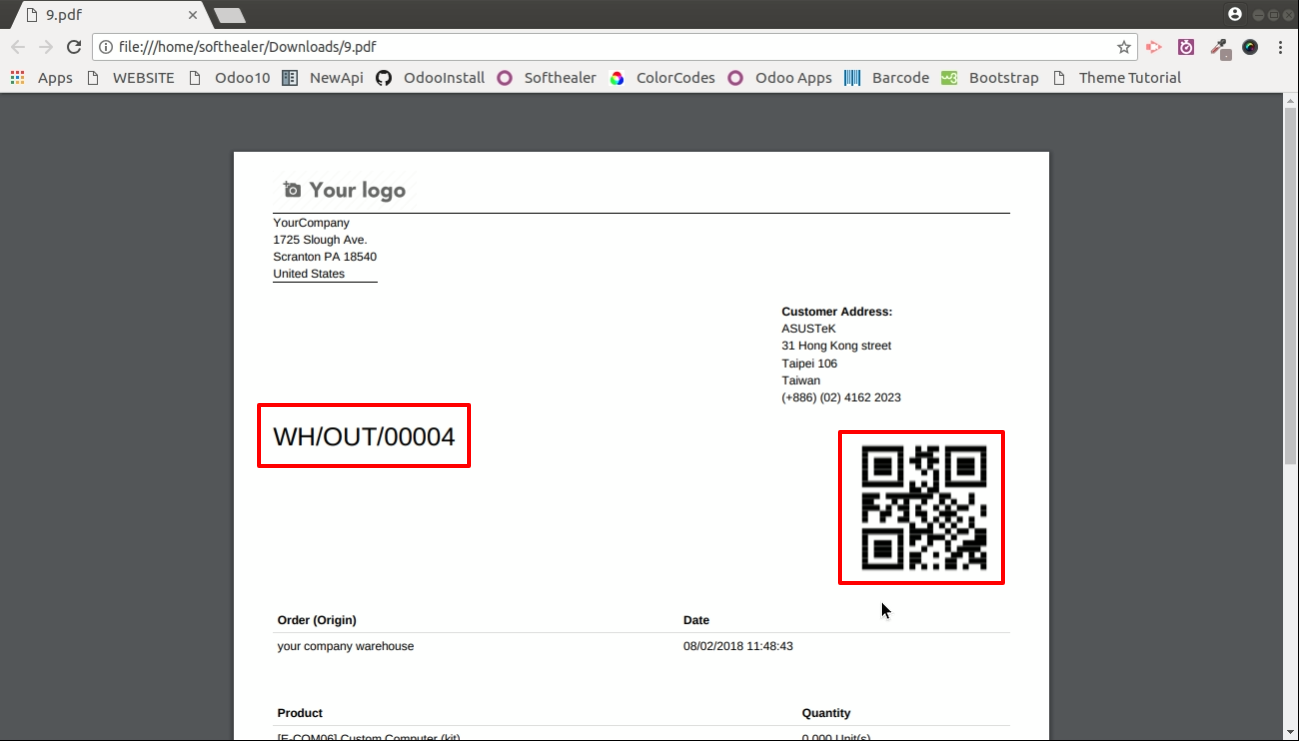 9.pdf
file:///home/softhealer/Downloads/9.pdf
Apps WEBSITE Odoo10 NewApi OdooInstall Softhealer ColorCodes Odoo Apps Barcode Bootstrap Theme Tutorial
Your logo
YourCompany
1725 Slough Ave.
Scranton PA 18540
United States
Customer Address:
ASUSTeK
31 Hong Kong street
Taipei 106
Taiwan
(+886) (02) 4162 2023
WH/OUT/00004
Order (Origin) Date
your company warehouse 08/02/2018 11:48:43
Product Quantity
[E-COM06] Custom Computer (kit) 0.000 Unit(s)